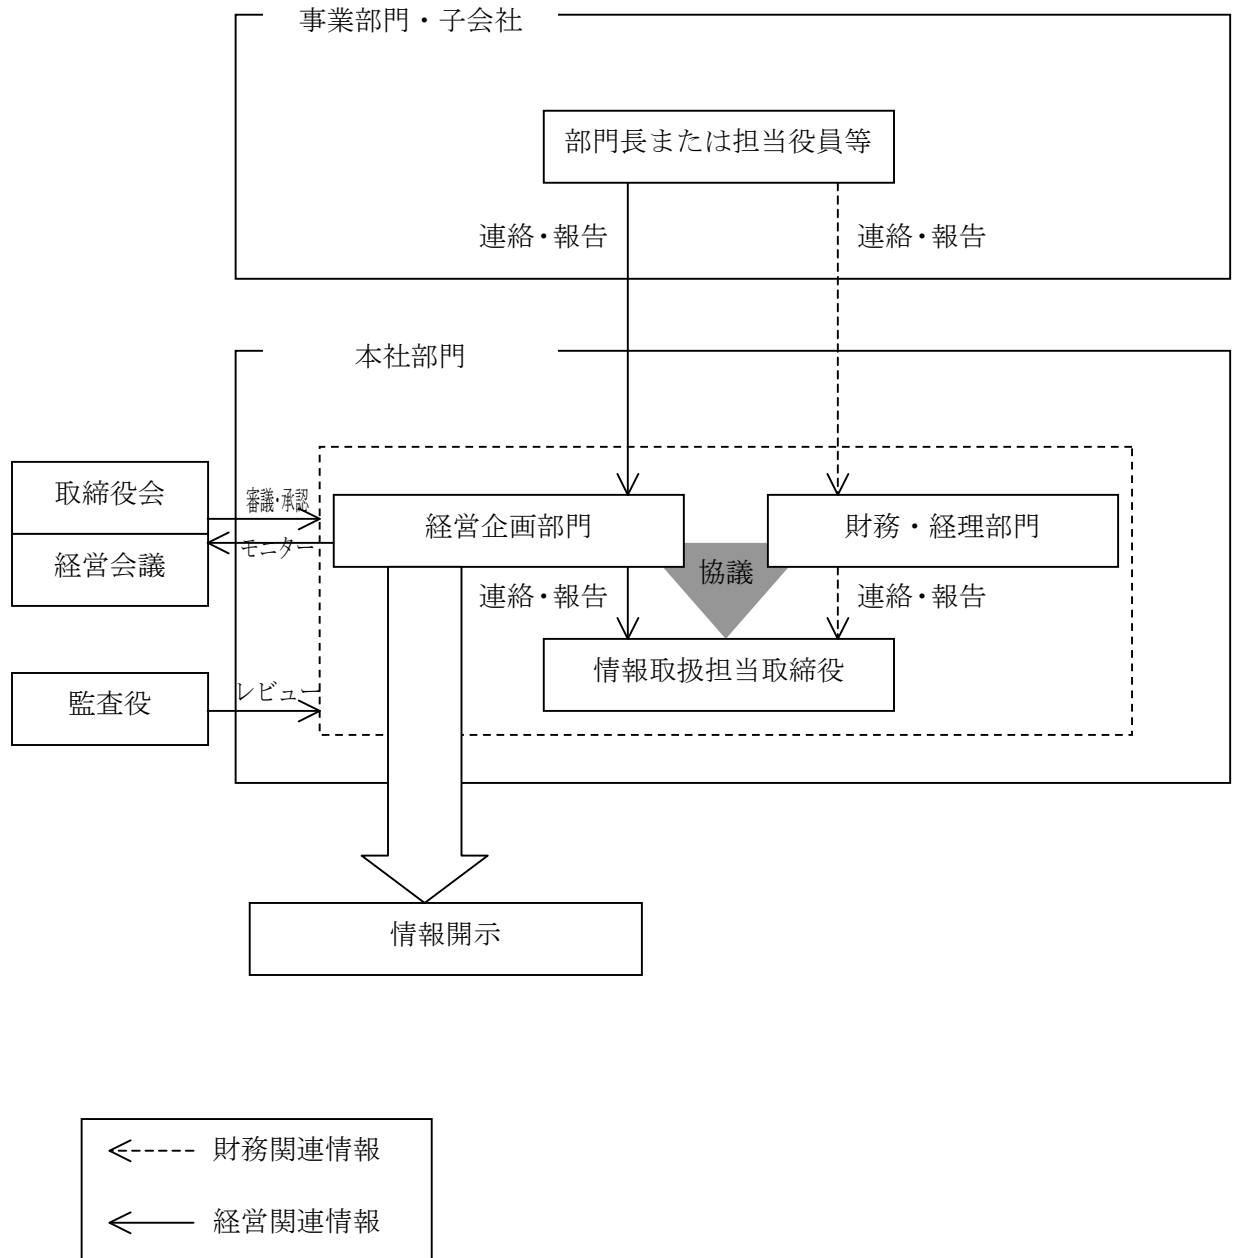 事業部門・子会社
部門長または担当役員等
連絡・報告
連絡・報告
本社部門
取締役会
経営会議
審議・承認
モニター
経営企画部門
財務・経理部門
協議
連絡・報告
連絡・報告
情報取扱担当取締役
監査役
レビュー
情報開示
財務関連情報
経営関連情報